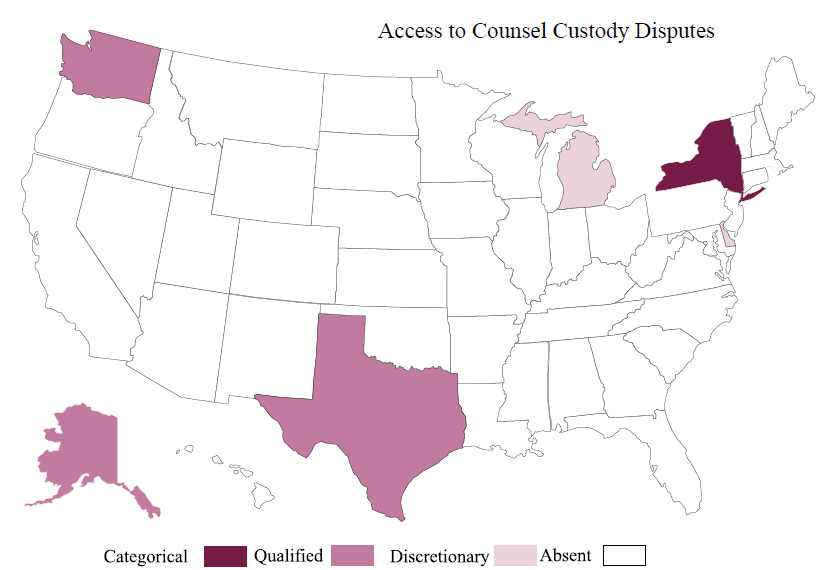 Access to Counsel Custody Disputes
Categorical Qualified Discretionary Absent